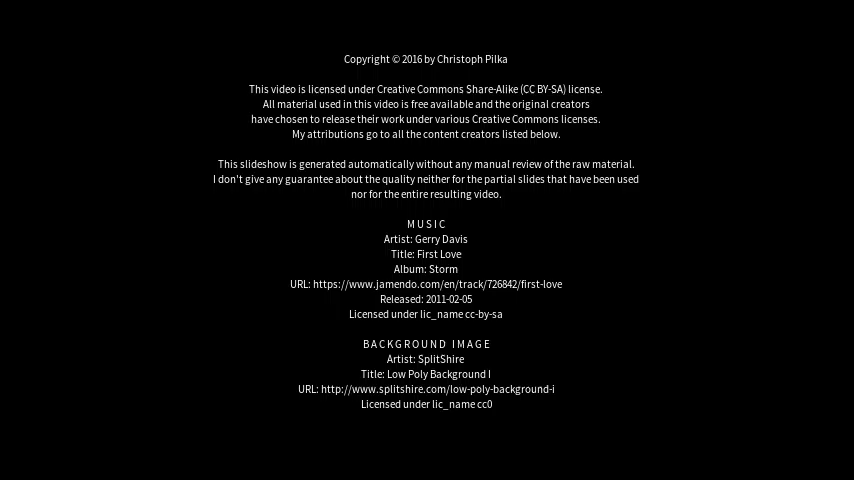 Copyright © 2016 by Christoph Pilka
This video is licensed under Creative Commons Share-Alike (CC BY-SA) license.
All material used in this video is free available and the original creators
have chosen to release their work under various Creative Commons licenses.
My attributions go to all the content creators listed below.
This slideshow is generated automatically without any manual review of the raw material.
I don't give any guarantee about the quality neither for the partial slides that have been used
nor for the entire resulting video.
MUSIC
Artist: Gerry Davis
Title: First Love
Album: Storm
URL: https://www.jamendo.com/en/track/726842/first-love
Released: 2011-02-05
Licensed under lic_name cc-by-sa
BACKGROUND IMAGE
Artist: SplitShire
Title: Low Poly Background I
URL: http://www.splitshire.com/low-poly-background-i
Licensed under lic_name cc0